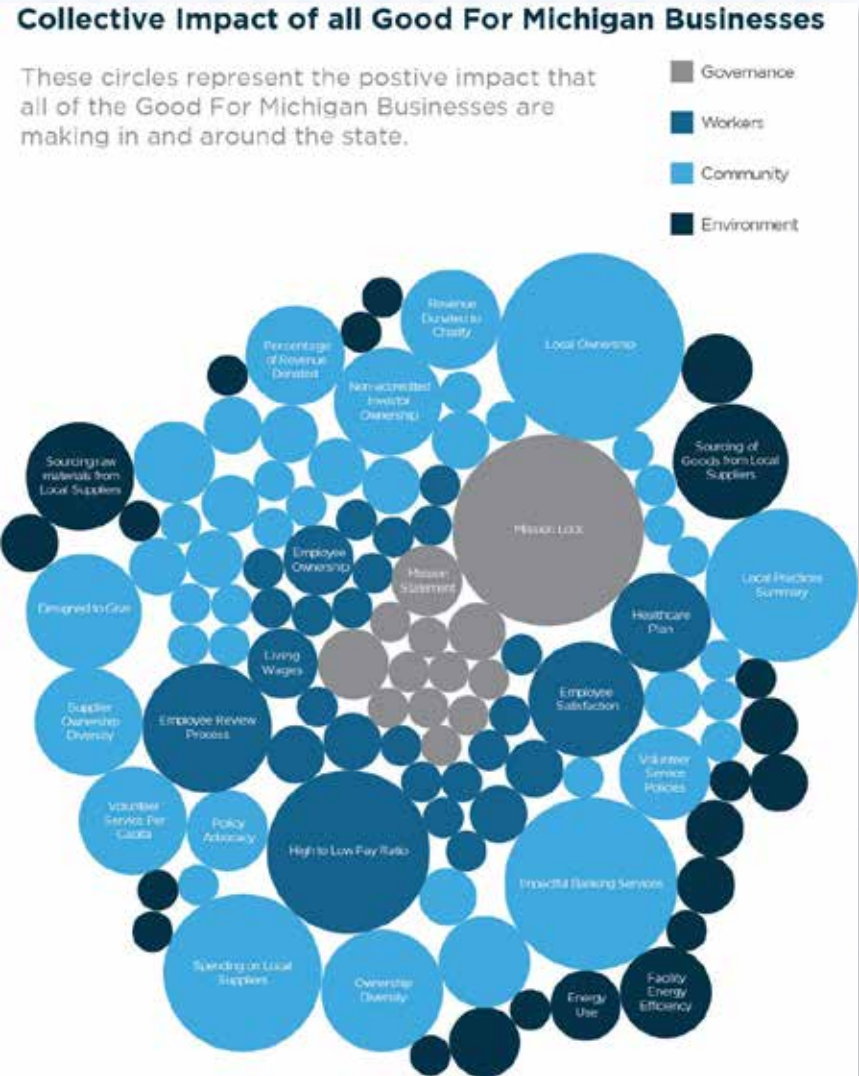 Collective Impact of all Good For Michigan Businesses
These circles represent the postive impact that
all of the Good For Michigan Businesses are
making in and around the state.
Governance
Workers
Community
Environment
Revenue
Donated to
Charity
Local Ownership
Percentage
of Revenue
Donated
Non-accredited
Investor
Ownership
Sourcing raw
materials from
Local Suppliers
Sourcing of
Goods from Local
Suppliers
Mission Lock
Employee
Ownership
Mission
Statement
Local Practices
Summary
Designed to Give
Healthcare
Plan
Living
Wages
Supplier
Ownership
Diversity
Employee Review
Process
Employee
Satisfaction
Volunteer
Service
Policies
Volunteer
Service Per
Capita
Policy
Advocacy
High to Low Pay Ratio
Impactful Banking Services
Spending on Local
Suppliers
Ownership
Diversity
Energy
Use
Facility
Energy
Efficiency